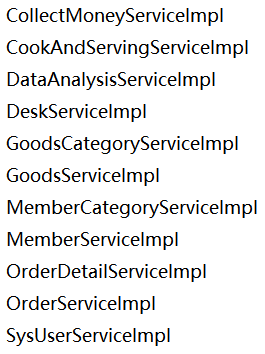 CollectMoneyServiceImpl
CookAndServingServiceImpl
DataAnalysisServiceImpl
DeskServiceImpl
GoodsCategoryServiceImpl
GoodsServiceImpl
MemberCategoryServiceImpl
MemberServiceImpl
OrderDetailServiceImpl
OrderServiceImpl
SysUserServiceImpl